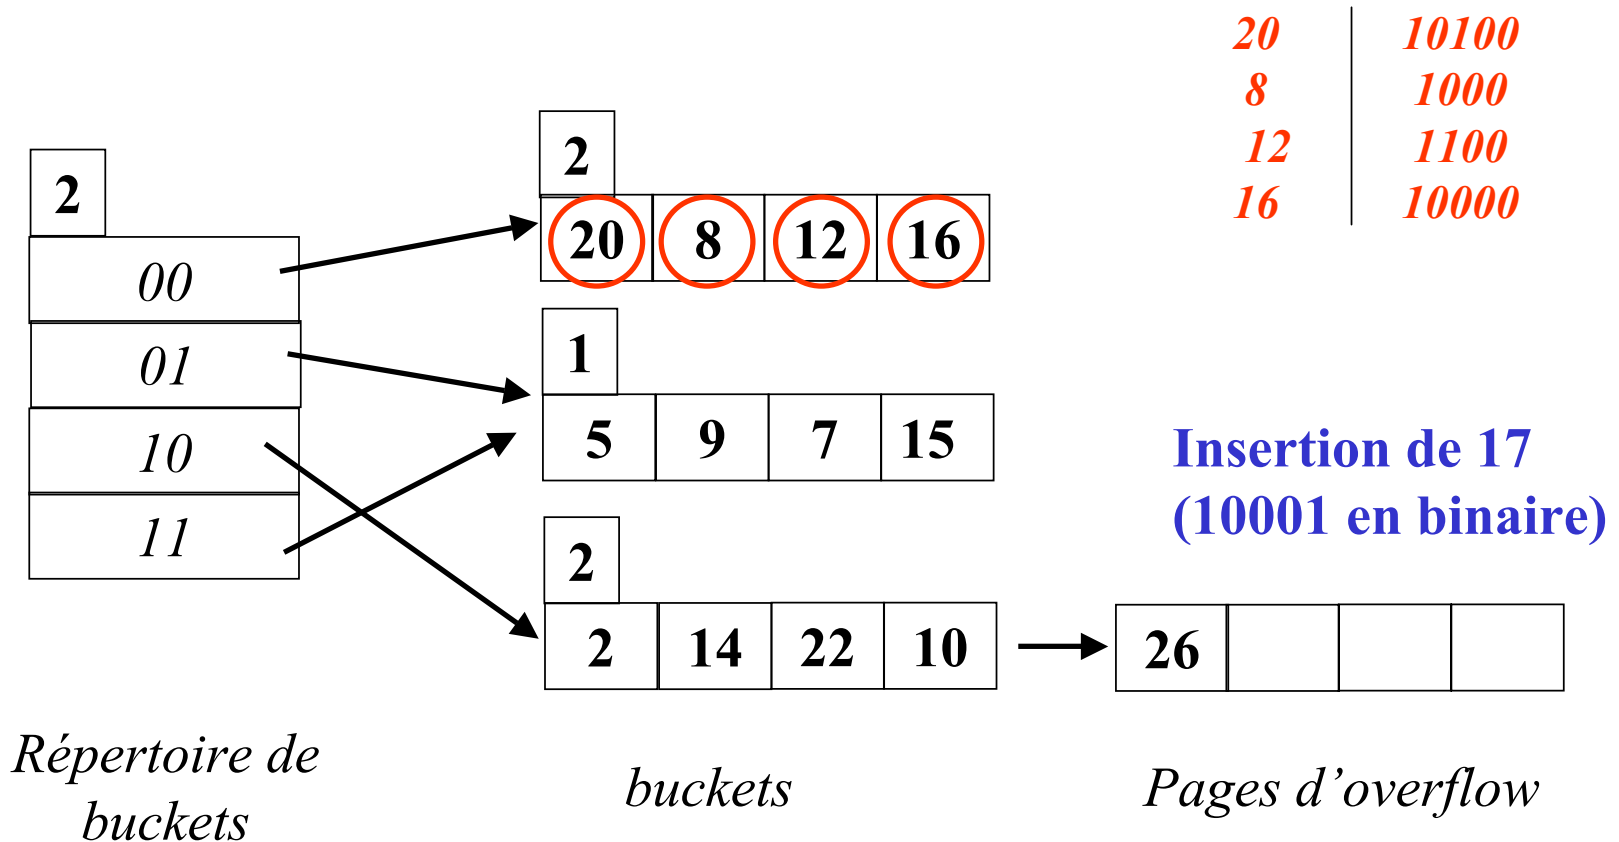 20 10100
8 1000
12 1100
16 10000
2
00
01
10
11
2
20 8 12 16
1
5 9 7 15
2
2 14 22 10
26
Insertion de 17
(10001 en binaire)
Répertoire de
buckets
buckets
Pages d’overflow